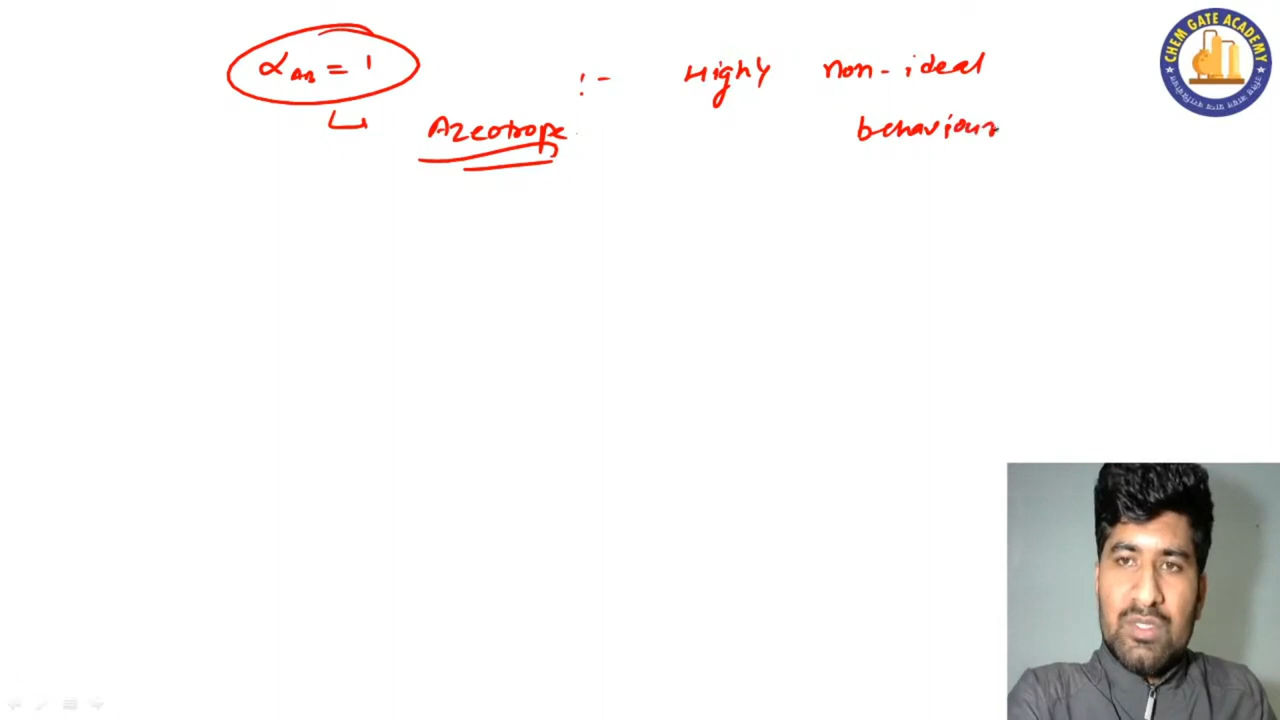 α_AB = 1 :- Highly non-ideal
Azeotrope behaviour
CHEM GATE ACADEMY